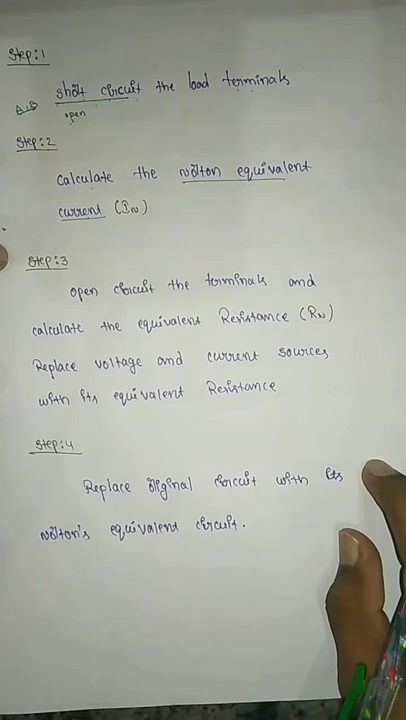 Step:1
short circuit the load terminals
open
Step:2
Calculate the norton equivalent
current (IN)
Step:3
open circuit the terminals and
calculate the equivalent Resistance (RN)
Replace voltage and current sources
with its equivalent Resistance
Step:4
Replace original circuit with its
norton's equivalent circuit.